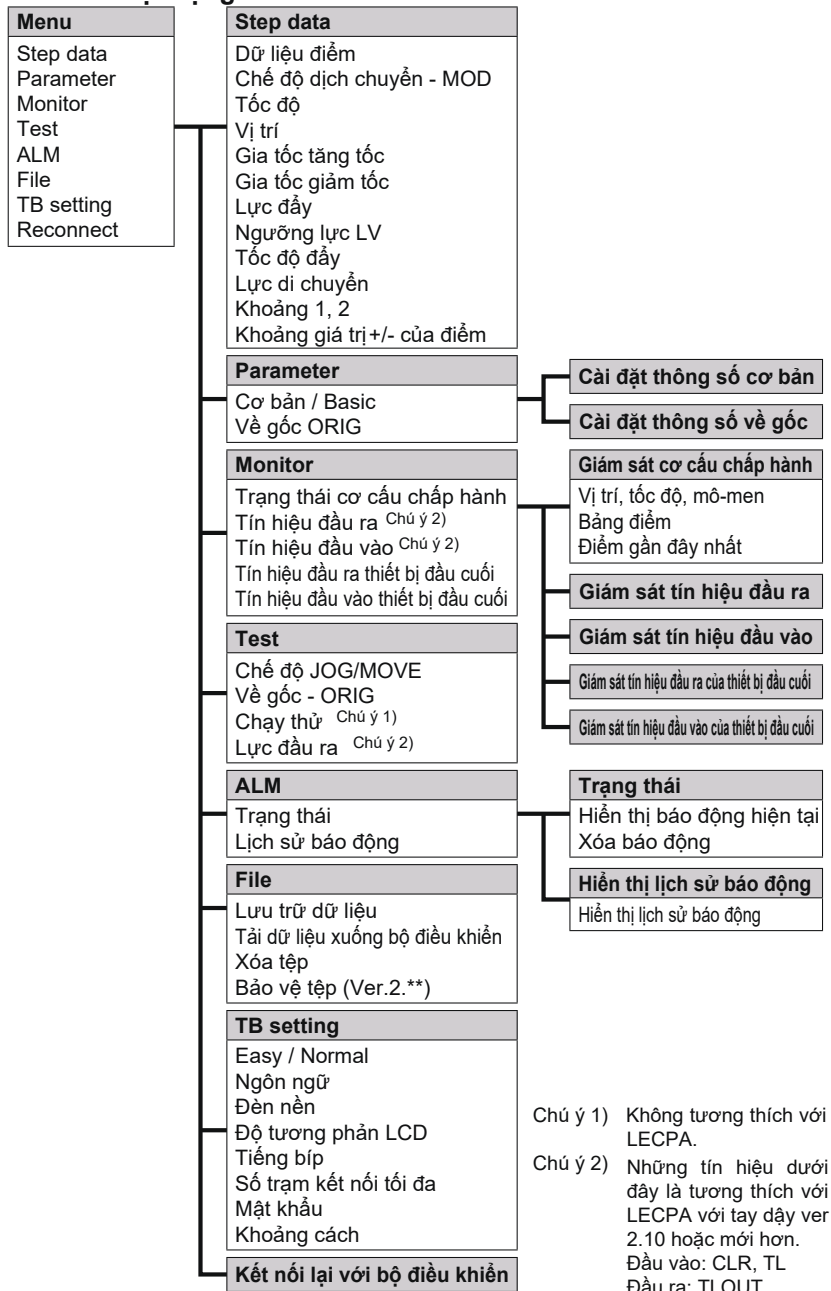 Menu
Step data
Parameter
Monitor
Test
ALM
File
TB setting
Reconnect
Step data
Dữ liệu điểm
Chế độ dịch chuyển - MOD
Tốc độ
Vị trí
Gia tốc tăng tốc
Gia tốc giảm tốc
Lực đẩy
Ngưỡng lực LV
Tốc độ đẩy
Lực di chuyển
Khoảng 1, 2
Khoảng giá trị+/- của điểm
Parameter
Cơ bản / Basic
Về gốc ORIG
Cài đặt thông số cơ bản
Cài đặt thông số về gốc
Monitor
Trạng thái cơ cấu chấp hành
Tín hiệu đầu ra Chú ý 2)
Tín hiệu đầu vào Chú ý 2)
Tín hiệu đầu ra thiết bị đầu cuối
Tín hiệu đầu vào thiết bị đầu cuối
Giám sát cơ cấu chấp hành
Vị trí, tốc độ, mô-men
Bảng điểm
Điểm gần đây nhất
Giám sát tín hiệu đầu ra
Giám sát tín hiệu đầu vào
Giám sát tín hiệu đầu ra của thiết bị đầu cuối
Giám sát tín hiệu đầu vào của thiết bị đầu cuối
Test
Chế độ JOG/MOVE
Về gốc - ORIG
Chạy thử Chú ý 1)
Lực đầu ra Chú ý 2)
ALM
Trạng thái
Lịch sử báo động
Trạng thái
Hiển thị báo động hiện tại
Xóa báo động
Hiển thị lịch sử báo động
Hiển thị lịch sử báo động
File
Lưu trữ dữ liệu
Tải dữ liệu xuống bộ điều khiển
Xóa tệp
Bảo vệ tệp (Ver.2.**)
TB setting
Easy / Normal
Ngôn ngữ
Đèn nền
Độ tương phản LCD
Tiếng bíp
Số trạm kết nối tối đa
Mật khẩu
Khoảng cách
Kết nối lại với bộ điều khiển
Chú ý 1) Không tương thích với
LECPA.
Chú ý 2) Những tín hiệu dưới
đây là tương thích với
LECPA với tay dậy ver
2.10 hoặc mới hơn.
Đầu vào: CLR, TL
Đầu ra: TLOUT